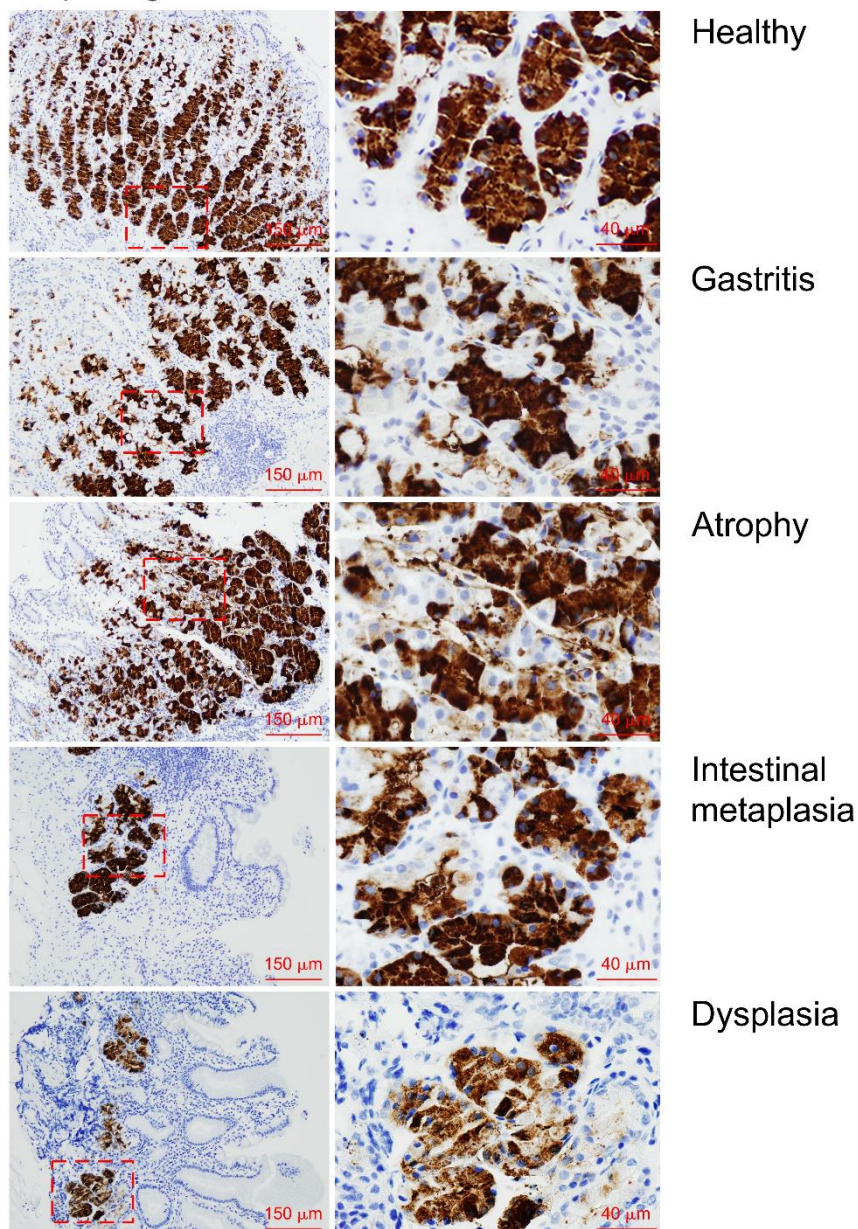 150 μm
40 μm
Healthy
150 μm
40 μm
Gastritis
150 μm
40 μm
Atrophy
150 μm
40 μm
Intestinal
metaplasia
150 μm
40 μm
Dysplasia